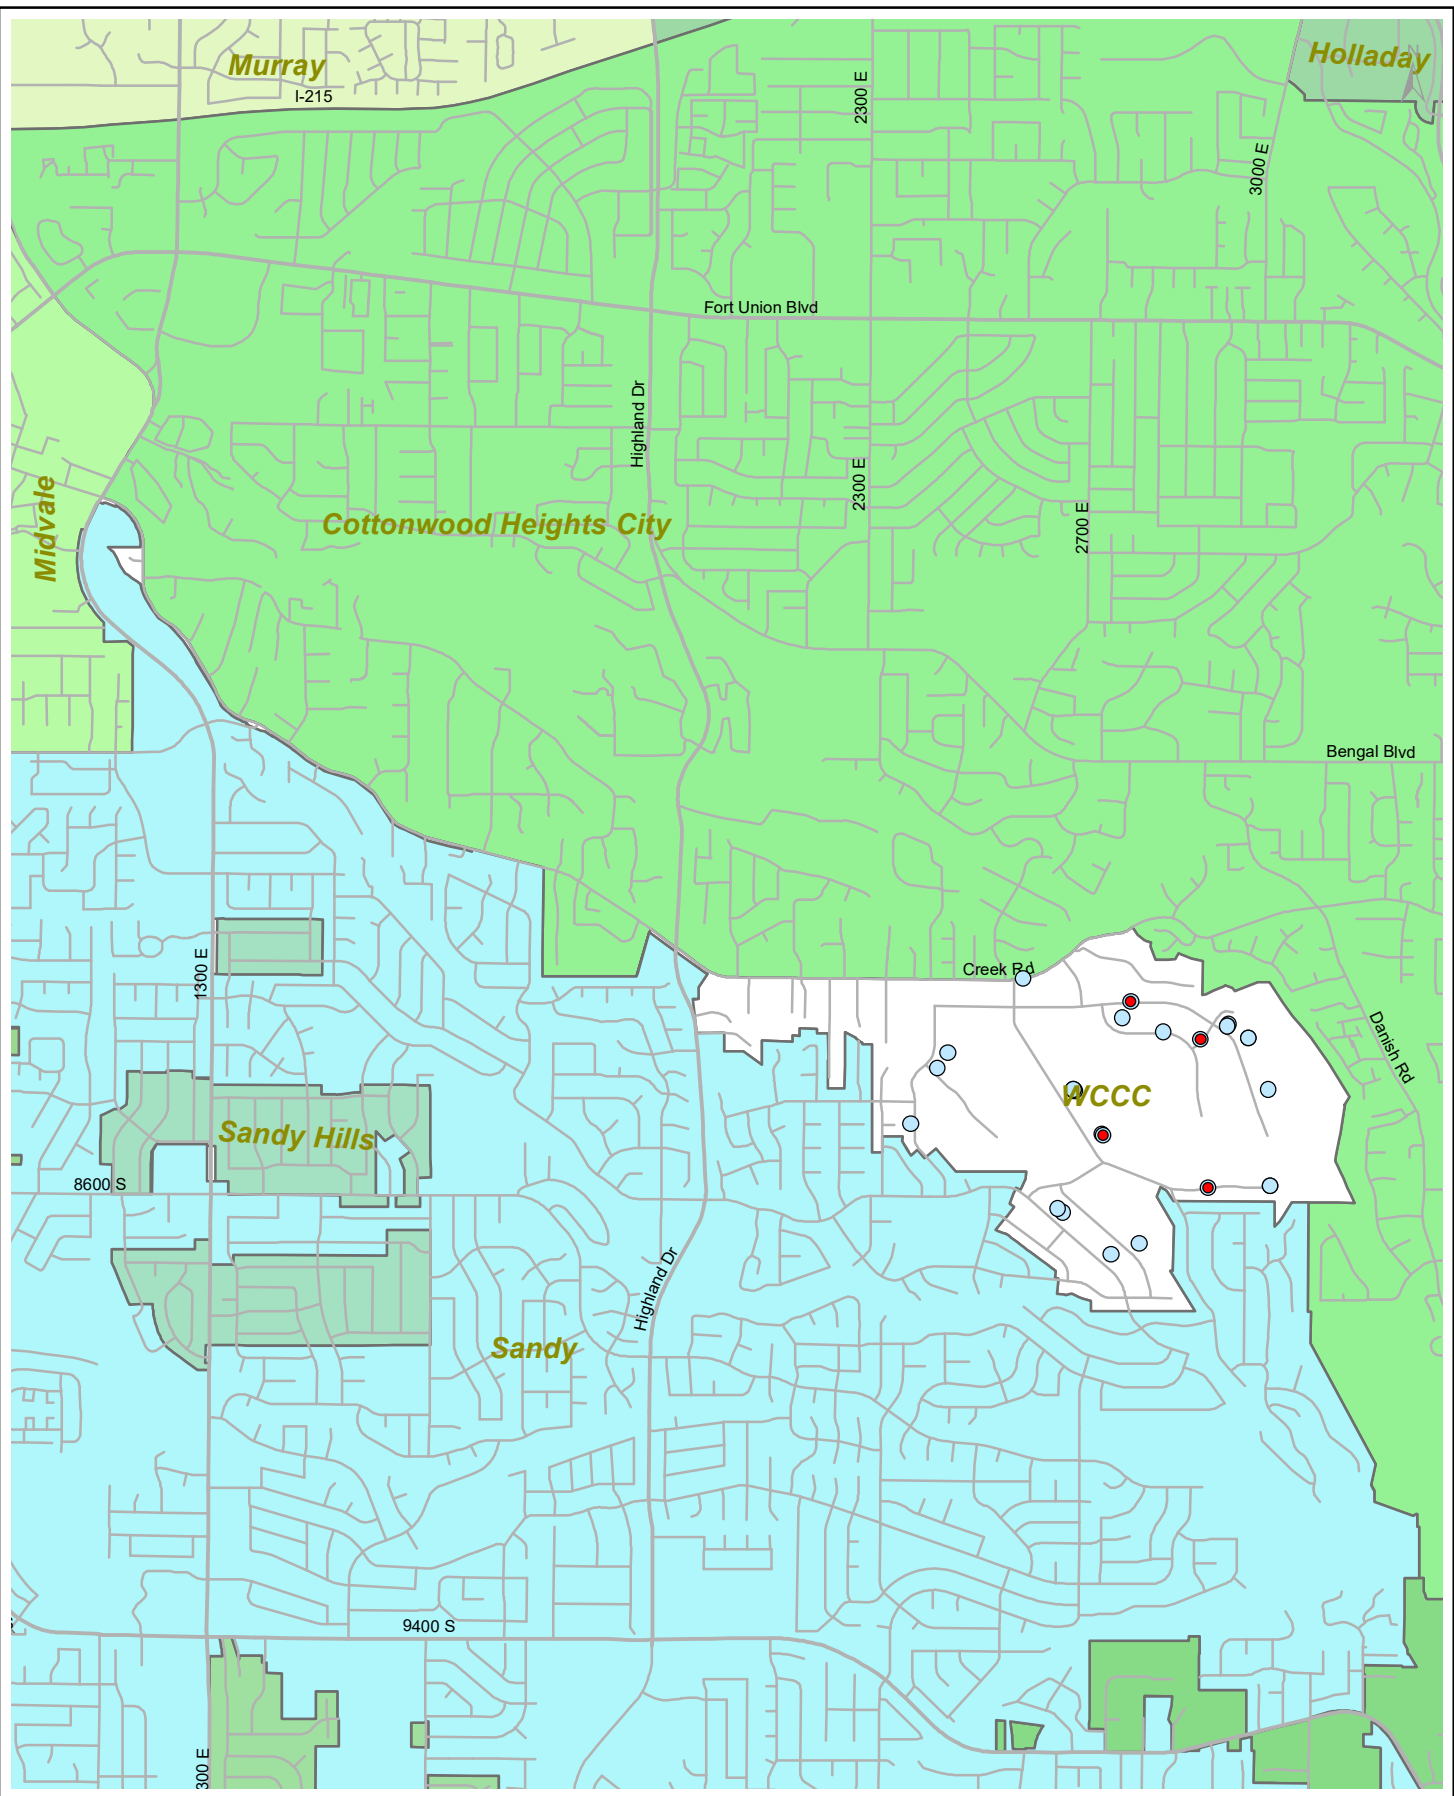 Murray
Holladay
I-215
2300 E
3000 E
Fort Union Blvd
Highland Dr
Midvale
2300 E
Cottonwood Heights City
2700 E
Bengal Blvd
1300 E
Creek Rd
Danish Rd
WCCC
Sandy Hills
8600 S
Highland Dr
Sandy
9400 S
300 E